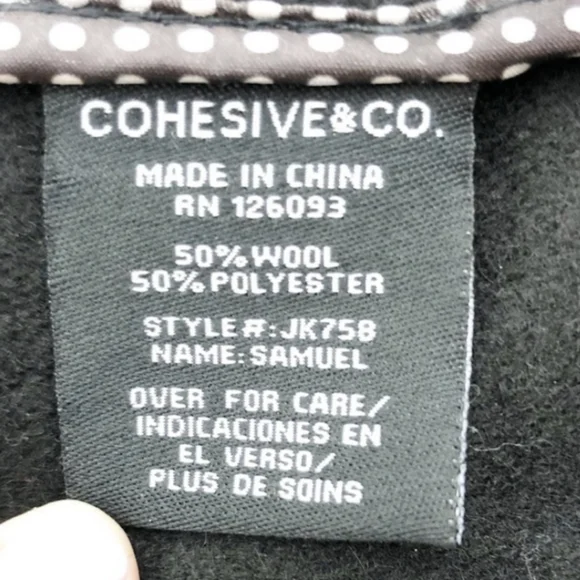 COHESIVE&CO.
MADE IN CHINA
RN 126093
50% WOOL
50% POLYESTER
STYLE#: JK758
NAME: SAMUEL
OVER FOR CARE/
INDICACIONES EN
EL VERSO/
PLUS DE SOINS